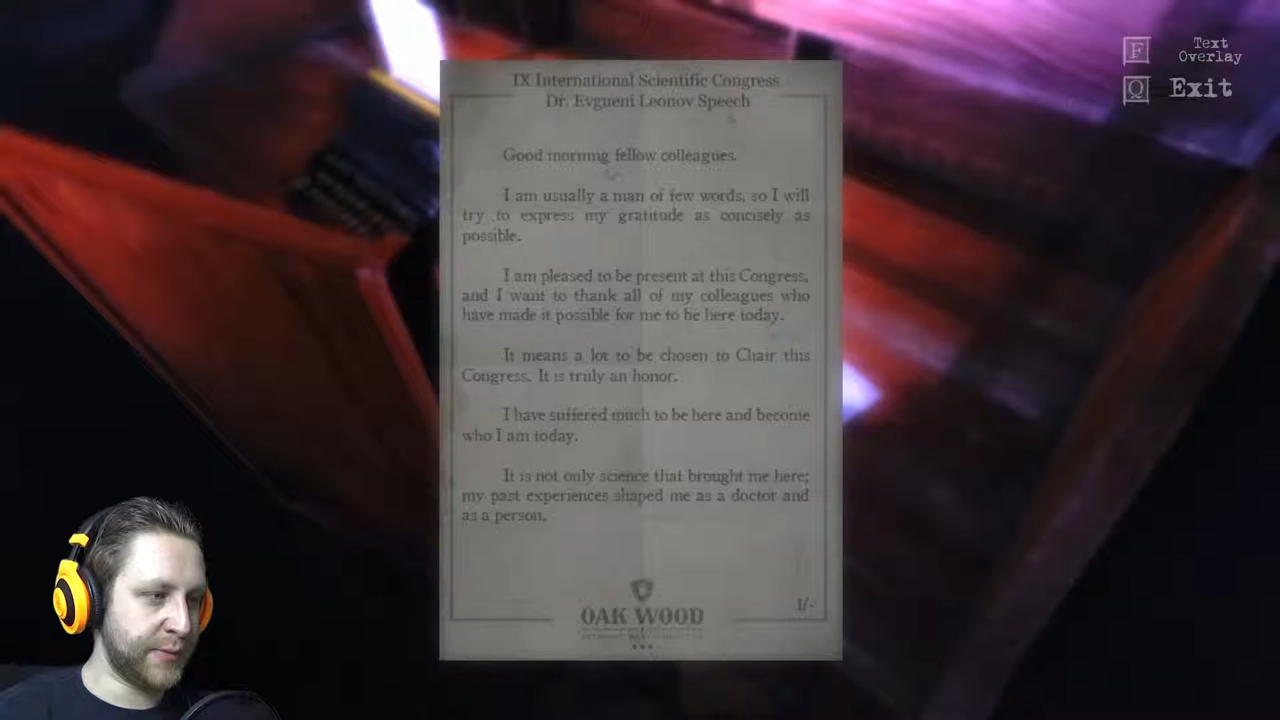 F Text
Overlay
Q Exit
IX International Scientific Congress
Dr. Evgueni Leonov Speech
Good morning fellow colleagues.
I am usually a man of few words, so I will
try to express my gratitude as concisely as
possible.
I am pleased to be present at this Congress,
and I want to thank all of my colleagues who
have made it possible for me to be here today.
It means a lot to be chosen to Chair this
Congress. It is truly an honor.
I have suffered much to be here and become
who I am today.
It is not only science that brought me here;
my past experiences shaped me as a doctor and
as a person.
1/-
OAK WOOD